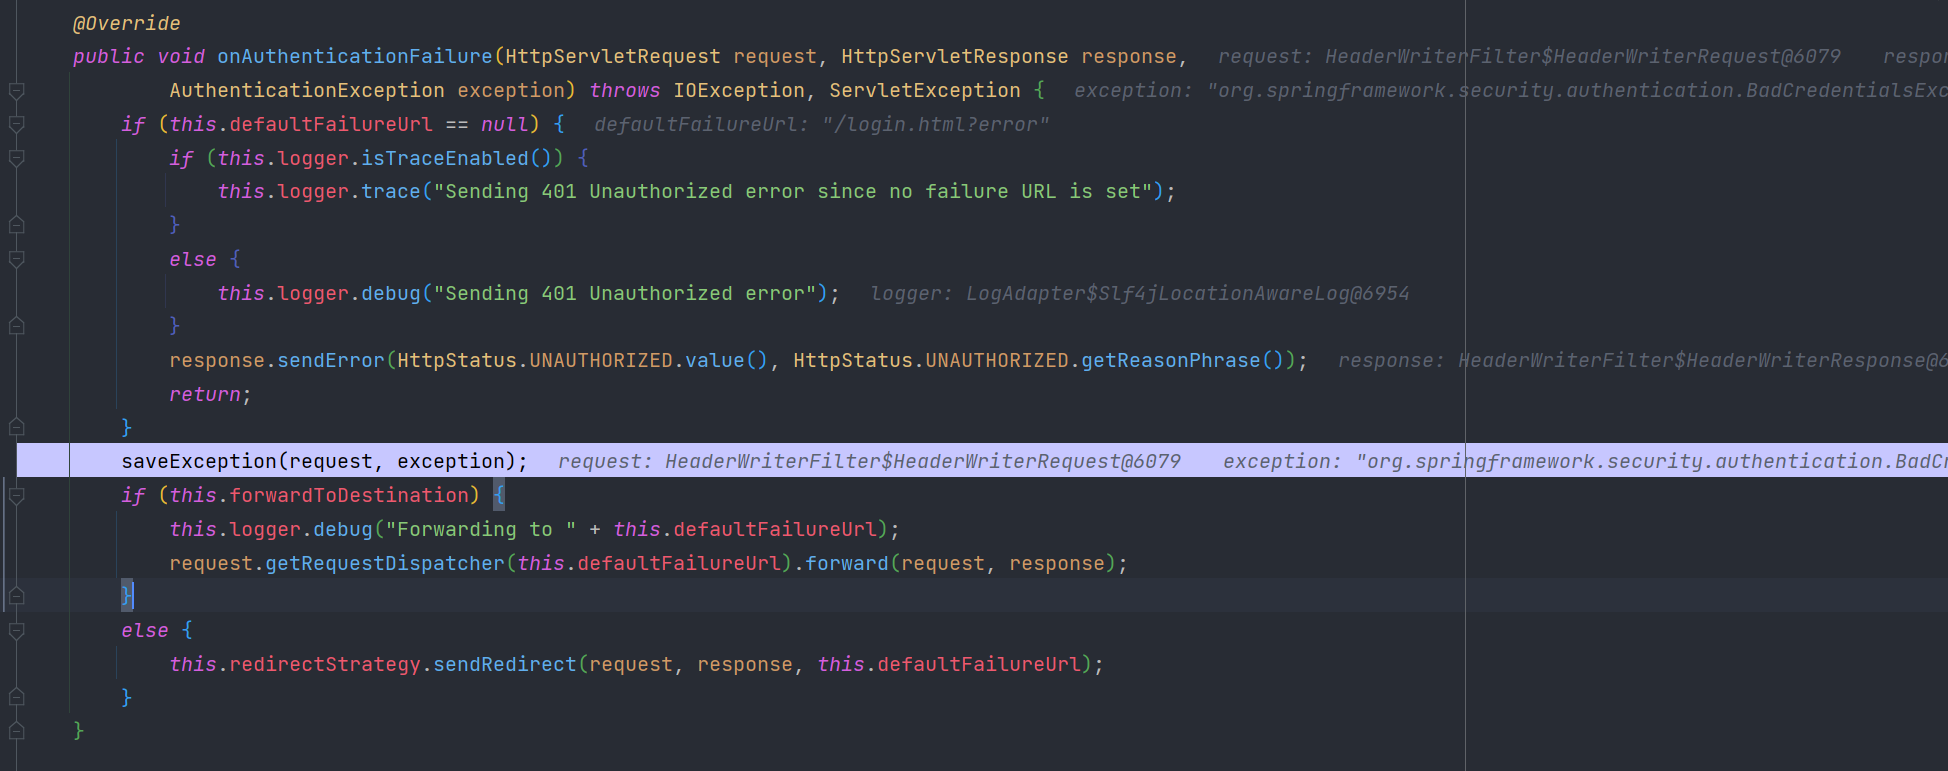 @Override
public void onAuthenticationFailure(HttpServletRequest request, HttpServletResponse response,   request: HeaderWriterFilter$HeaderWriterRequest@6079   respon
AuthenticationException exception) throws IOException, ServletException {   exception: "org.springframework.security.authentication.BadCredentialsExc
if (this.defaultFailureUrl == null) {   defaultFailureUrl: "/login.html?error"
if (this.logger.isTraceEnabled()) {
this.logger.trace("Sending 401 Unauthorized error since no failure URL is set");
}
else {
this.logger.debug("Sending 401 Unauthorized error");   logger: LogAdapter$Slf4jLocationAwareLog@6954
}
response.sendError(HttpStatus.UNAUTHORIZED.value(), HttpStatus.UNAUTHORIZED.getReasonPhrase());   response: HeaderWriterFilter$HeaderWriterResponse@6
return;
}
saveException(request, exception);   request: HeaderWriterFilter$HeaderWriterRequest@6079   exception: "org.springframework.security.authentication.BadCr
if (this.forwardToDestination) {
this.logger.debug("Forwarding to " + this.defaultFailureUrl);
request.getRequestDispatcher(this.defaultFailureUrl).forward(request, response);
}
else {
this.redirectStrategy.sendRedirect(request, response, this.defaultFailureUrl);
}
}